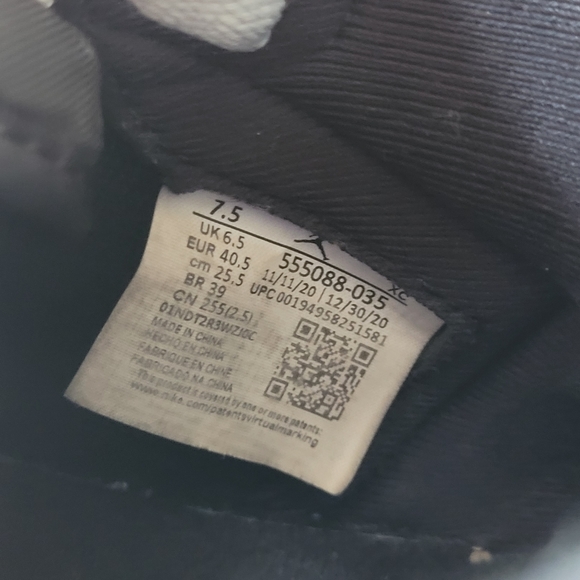 7.5
UK 6.5
EUR 40.5
cm 25.5
BR 39
CN 255(2.5)
555088-035 XC
11/11/20 | 12/30/20
UPC 00194958251581
MADE IN CHINA
HECHO EN CHINA
FABRIQUE EN CHINE
FABRICADO NA CHINA
This product is covered by one or more patents:
www.nike.com/patentsvirtualmarking